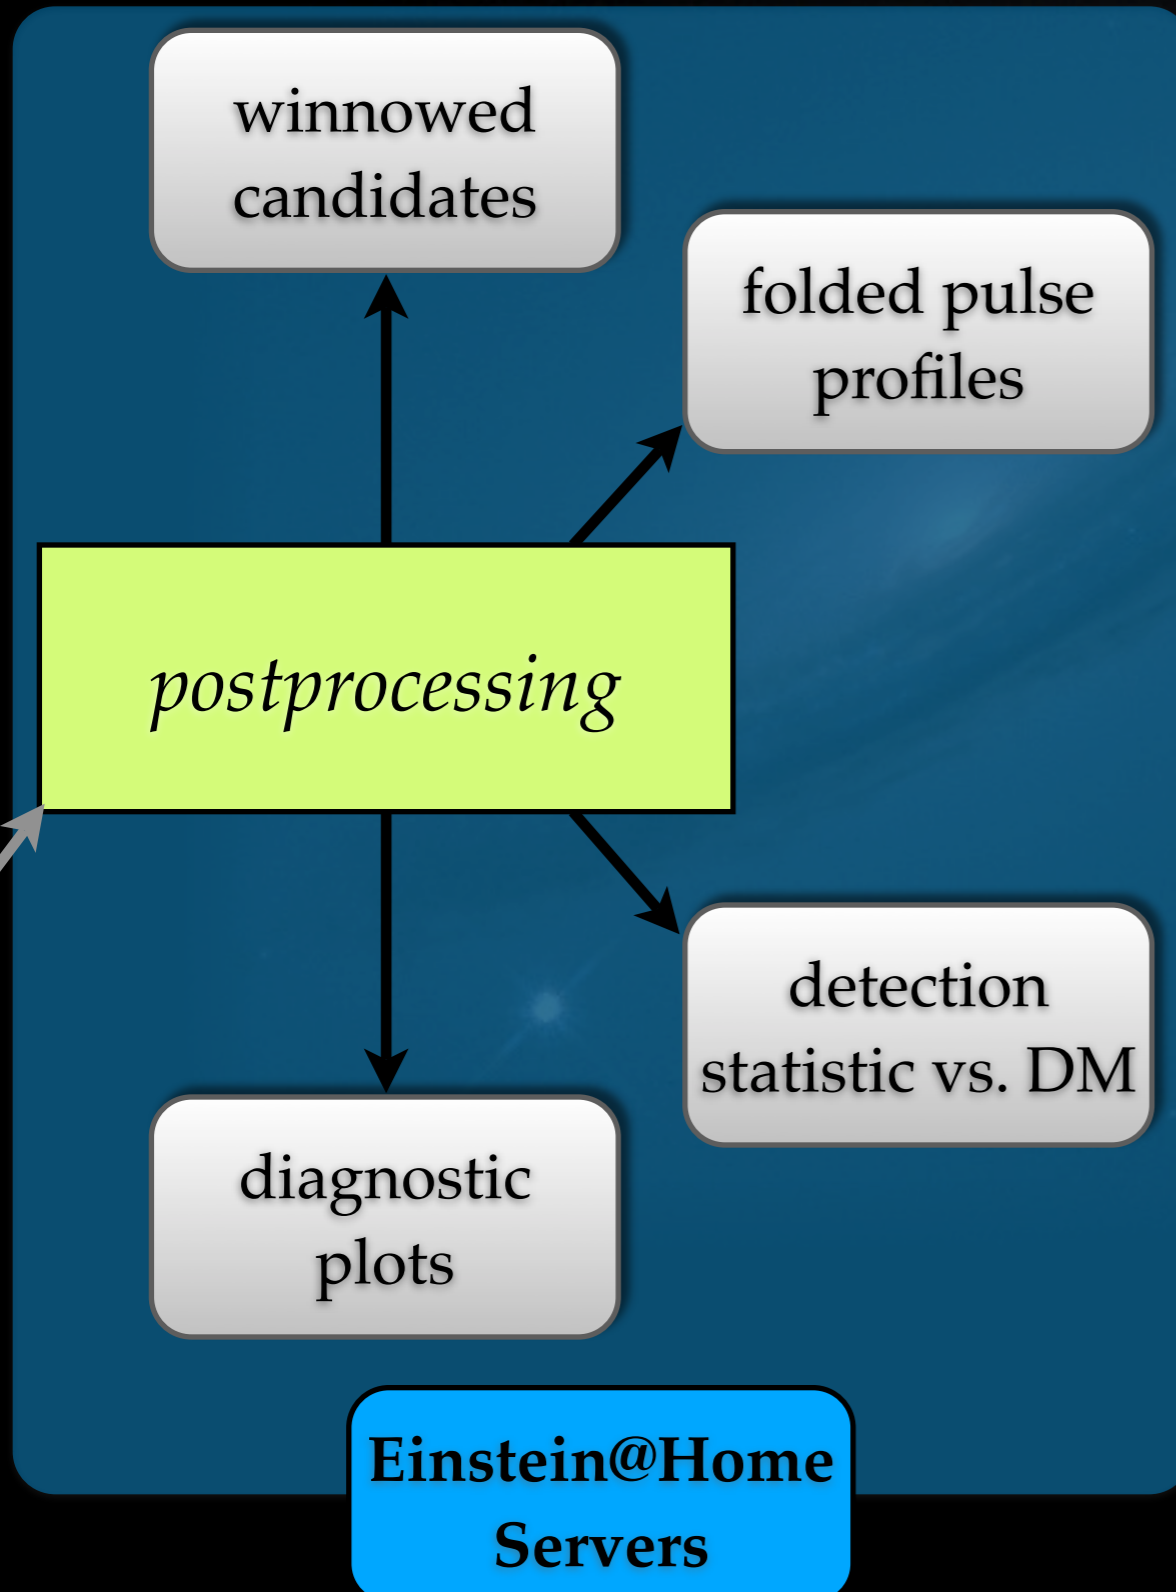 winnowed
candidates
folded pulse
profiles
postprocessing
detection
statistic vs. DM
diagnostic
plots
Einstein@Home
Servers